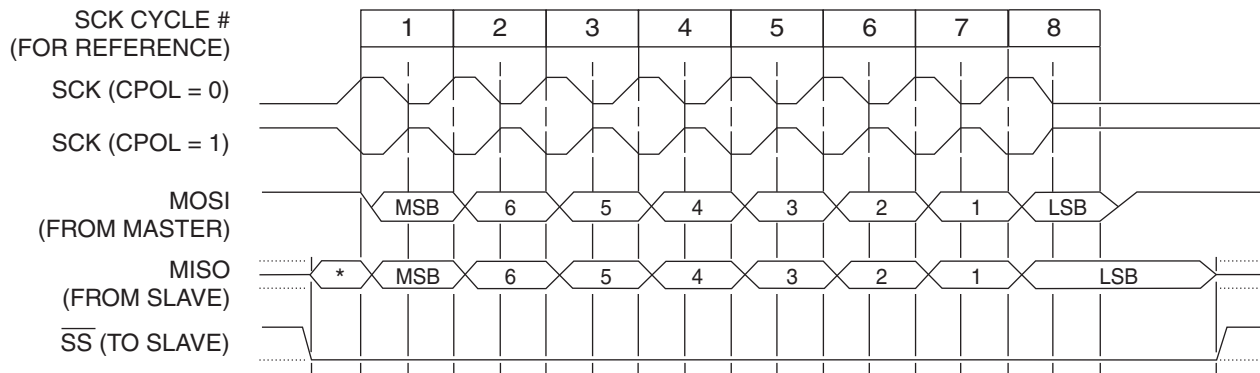 SCK CYCLE # 1 2 3 4 5 6 7 8
(FOR REFERENCE)
SCK (CPOL = 0)
SCK (CPOL = 1)
MOSI MSB 6 5 4 3 2 1 LSB
(FROM MASTER)
MISO * MSB 6 5 4 3 2 1 LSB
(FROM SLAVE)
S̅S̅ (TO SLAVE)